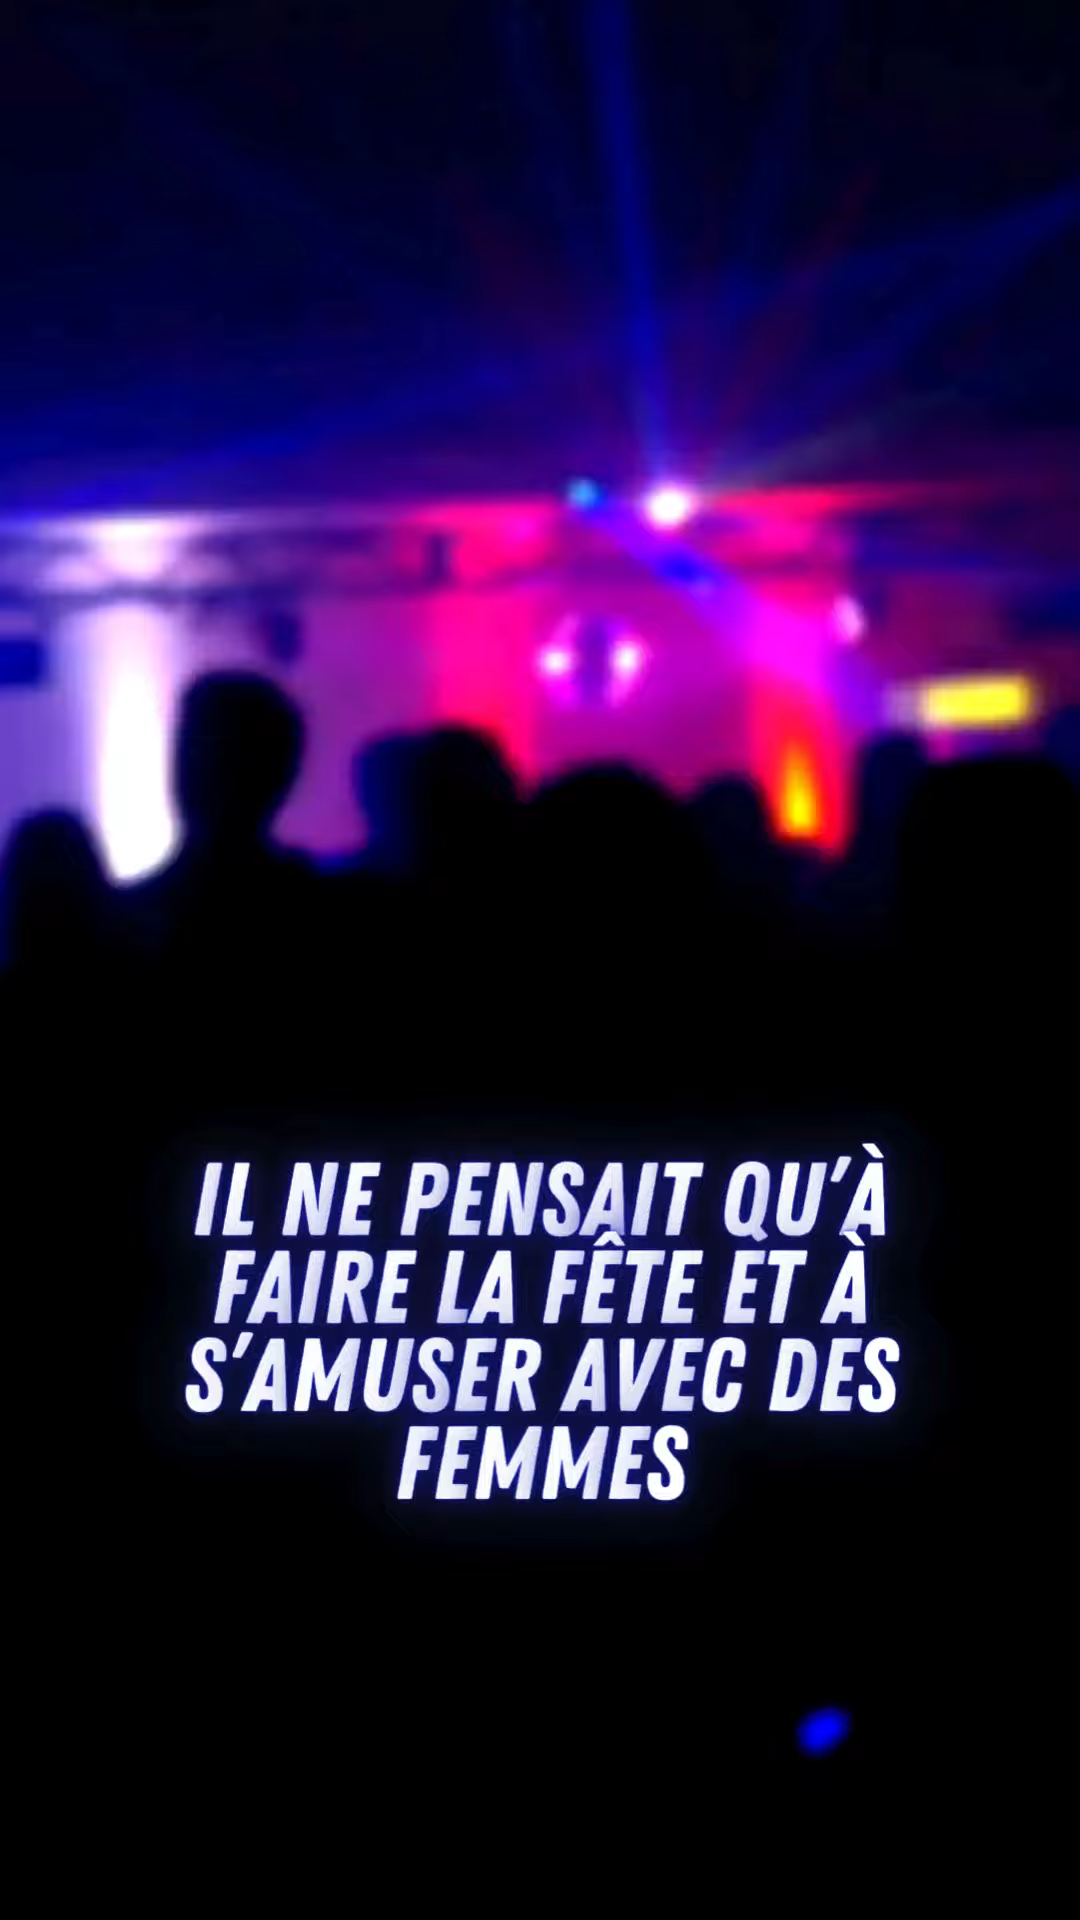 IL NE PENSAIT QU'À
FAIRE LA FÊTE ET À
S'AMUSER AVEC DES
FEMMES